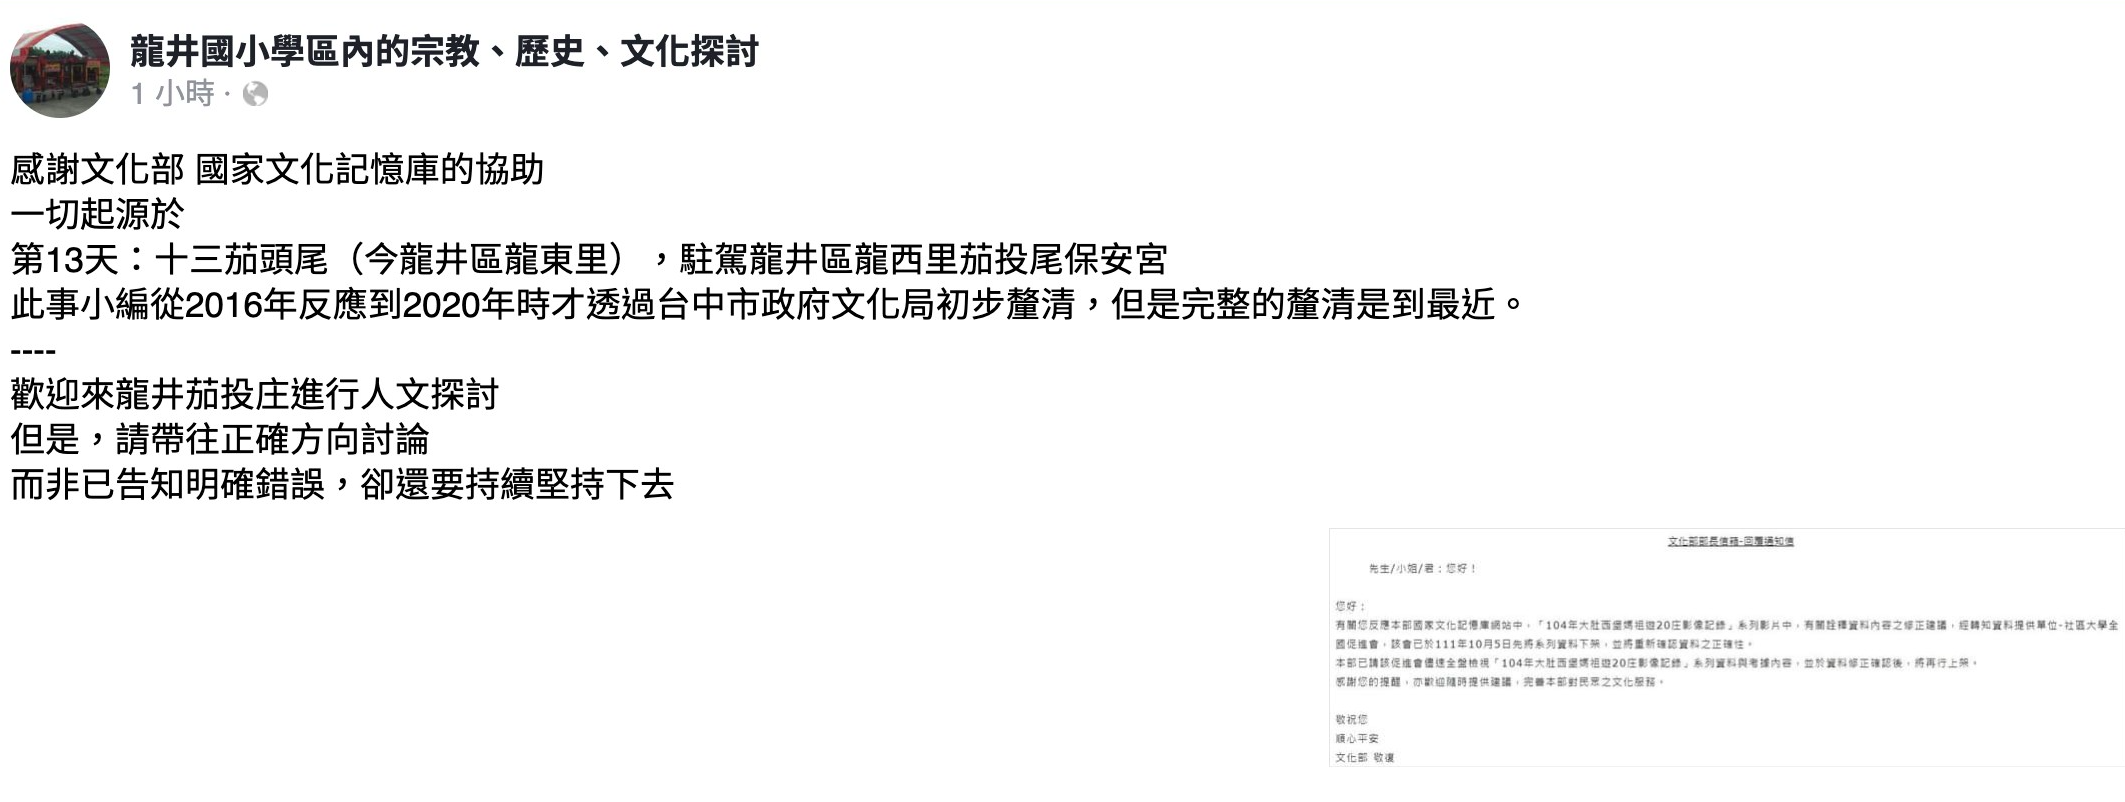 龍井國小學區內的宗教、歷史、文化探討
1 小時 ·
感謝文化部 國家文化記憶庫的協助
一切起源於
第13天：十三茄頭尾（今龍井區龍東里），駐駕龍井區龍西里茄投尾保安宮
此事小編從2016年反應到2020年時才透過台中市政府文化局初步釐清，但是完整的釐清是到最近。
----
歡迎來龍井茄投庄進行人文探討
但是，請帶往正確方向討論
而非已告知明確錯誤，卻還要持續堅持下去
文化部部長信箱-回覆通知信
先生/小姐/君：您好！
您好：
有關您反應本部國家文化記憶庫網站中，「104年大肚西堡媽祖遊20庄影像記錄」系列影片中，有關詮釋資料內容之修正建議，經轉知資料提供單位-社區大學全
國促進會，該會已於111年10月5日先將系列資料下架，並將重新確認資料之正確性。
本部已請該促進會儘速全盤檢視「104年大肚西堡媽祖遊20庄影像記錄」系列資料與考據內容，並於資料修正確認後，將再行上架。
感謝您的提醒，亦歡迎隨時提供建議，完善本部對民眾之文化服務。
敬祝您
順心平安
文化部 敬復